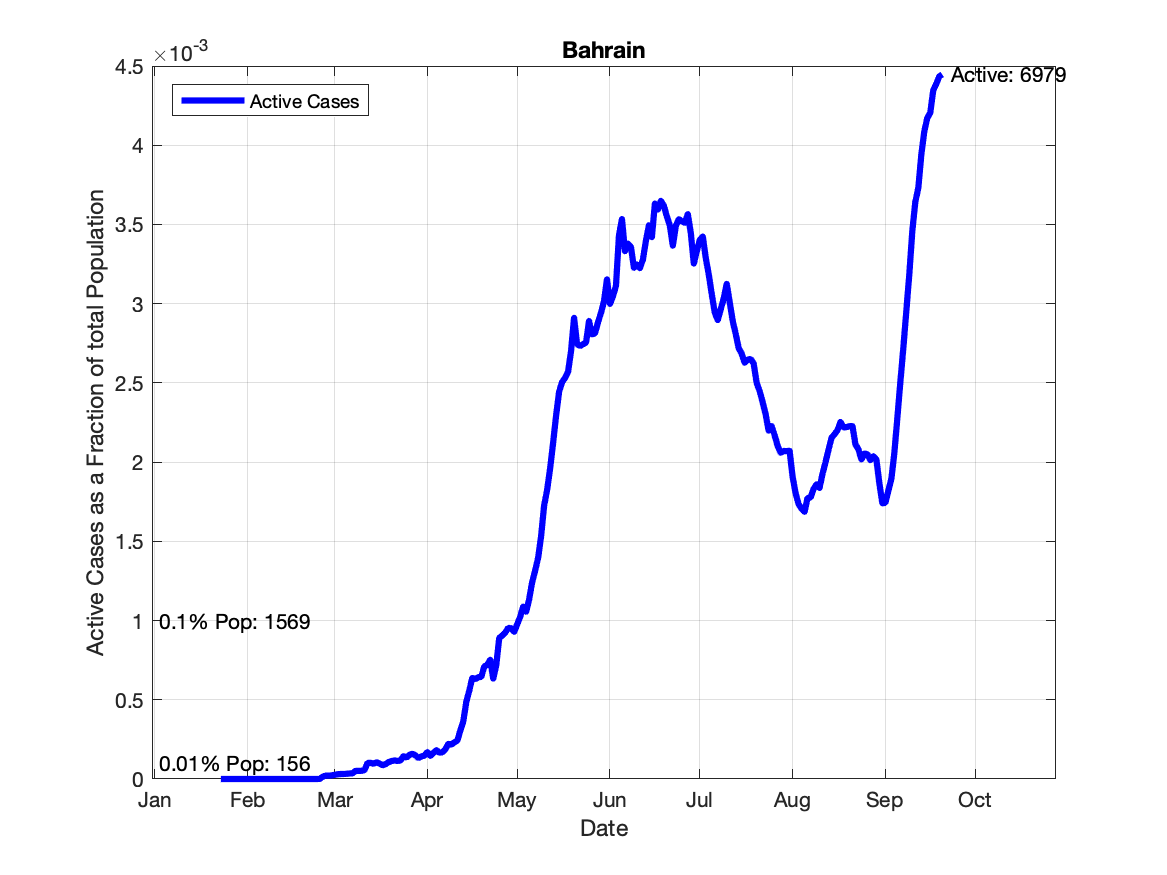 Bahrain
×10-3
4.5
Active: 6979
Active Cases
4
3.5
3
2.5
2
1.5
1
0.1% Pop: 1569
0.5
0.01% Pop: 156
0
Active Cases as a Fraction of total Population
Jan Feb Mar Apr May Jun Jul Aug Sep Oct
Date